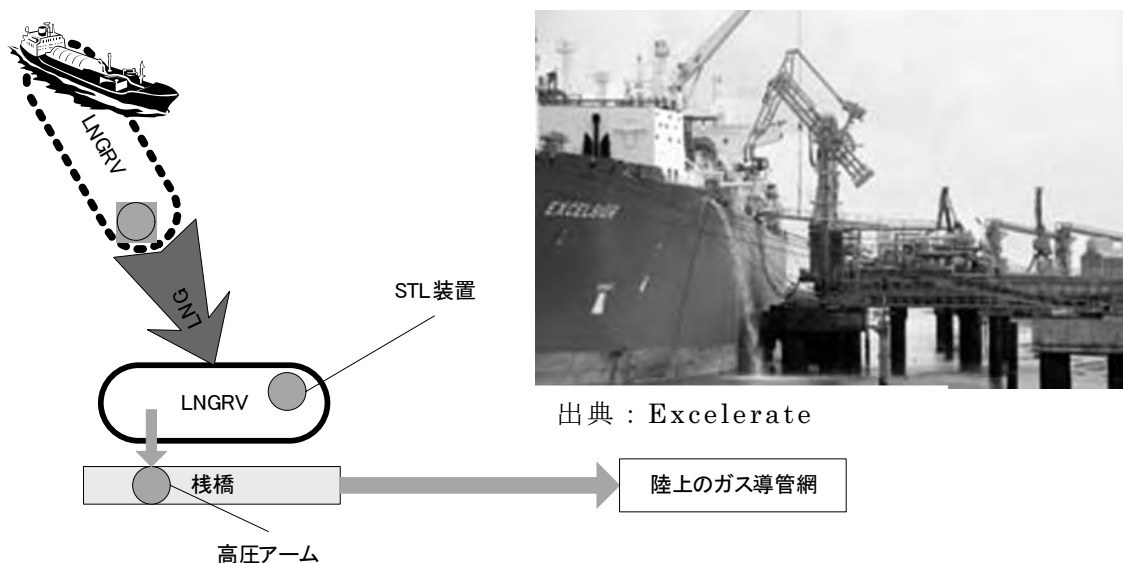 LNGRV
LNG
STL装置
LNGRV
桟橋
高圧アーム
陸上のガス導管網
EXCELSIOR
出典：Excelerate